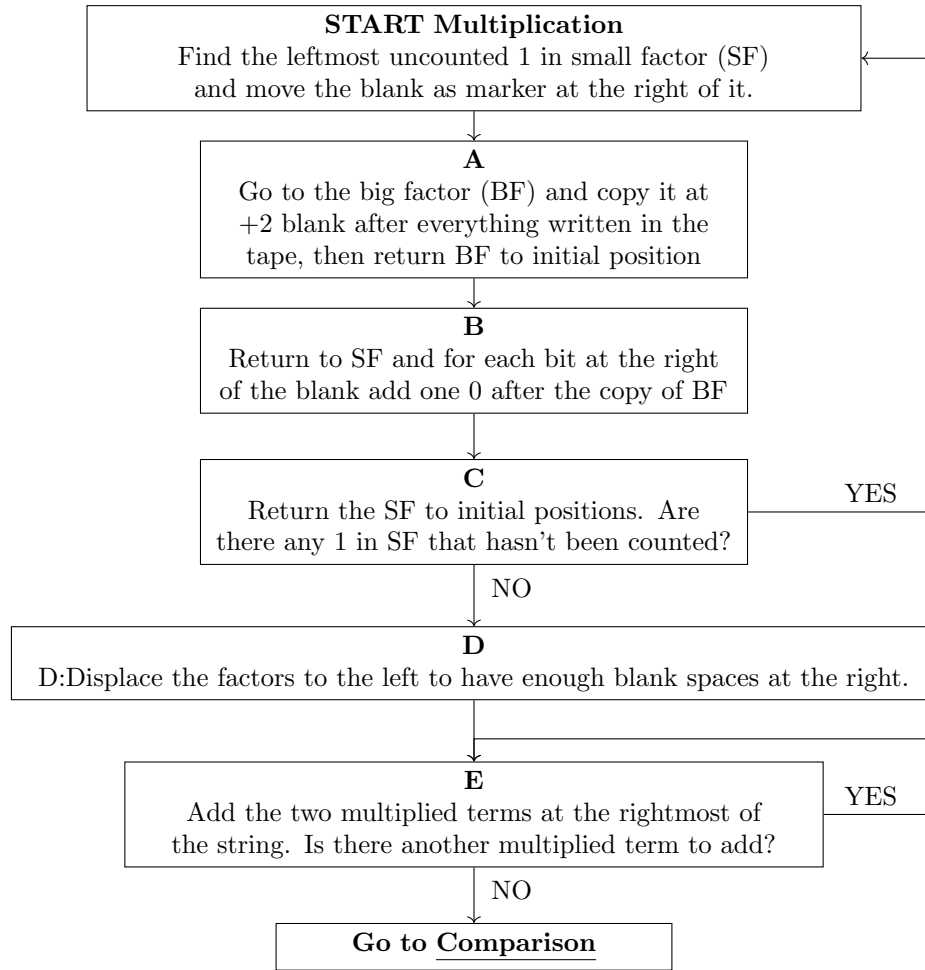 START Multiplication
Find the leftmost uncounted 1 in small factor (SF)
and move the blank as marker at the right of it.
A
Go to the big factor (BF) and copy it at
+2 blank after everything written in the
tape, then return BF to initial position
B
Return to SF and for each bit at the right
of the blank add one 0 after the copy of BF
C
Return the SF to initial positions. Are
there any 1 in SF that hasn't been counted?
YES
NO
D
D:Displace the factors to the left to have enough blank spaces at the right.
E
Add the two multiplied terms at the rightmost of
the string. Is there another multiplied term to add?
YES
NO
Go to Comparison